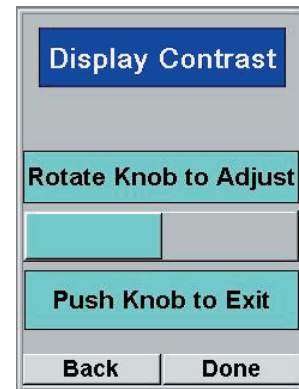 Display Contrast
Rotate Knob to Adjust
Push Knob to Exit
Back Done